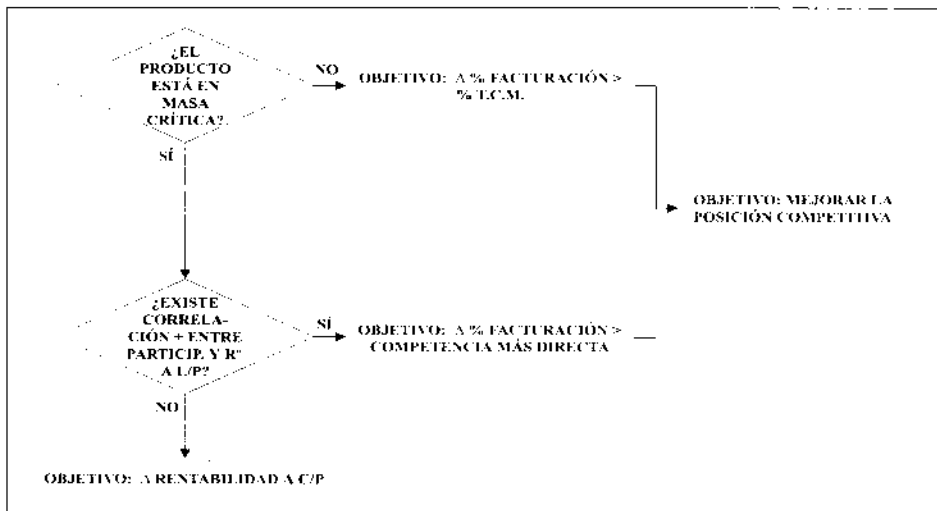 ¿EL
PRODUCTO
ESTÁ EN
MASA
CRÍTICA?
NO
OBJETIVO: A % FACTURACIÓN >
% T.C.M.
SÍ
OBJETIVO: MEJORAR LA
POSICIÓN COMPETITIVA
¿EXISTE
CORRELA-
CIÓN + ENTRE
PARTICIP. Y Rª
A L/P?
SÍ
OBJETIVO: A % FACTURACIÓN >
COMPETENCIA MÁS DIRECTA
NO
OBJETIVO: A RENTABILIDAD A C/P